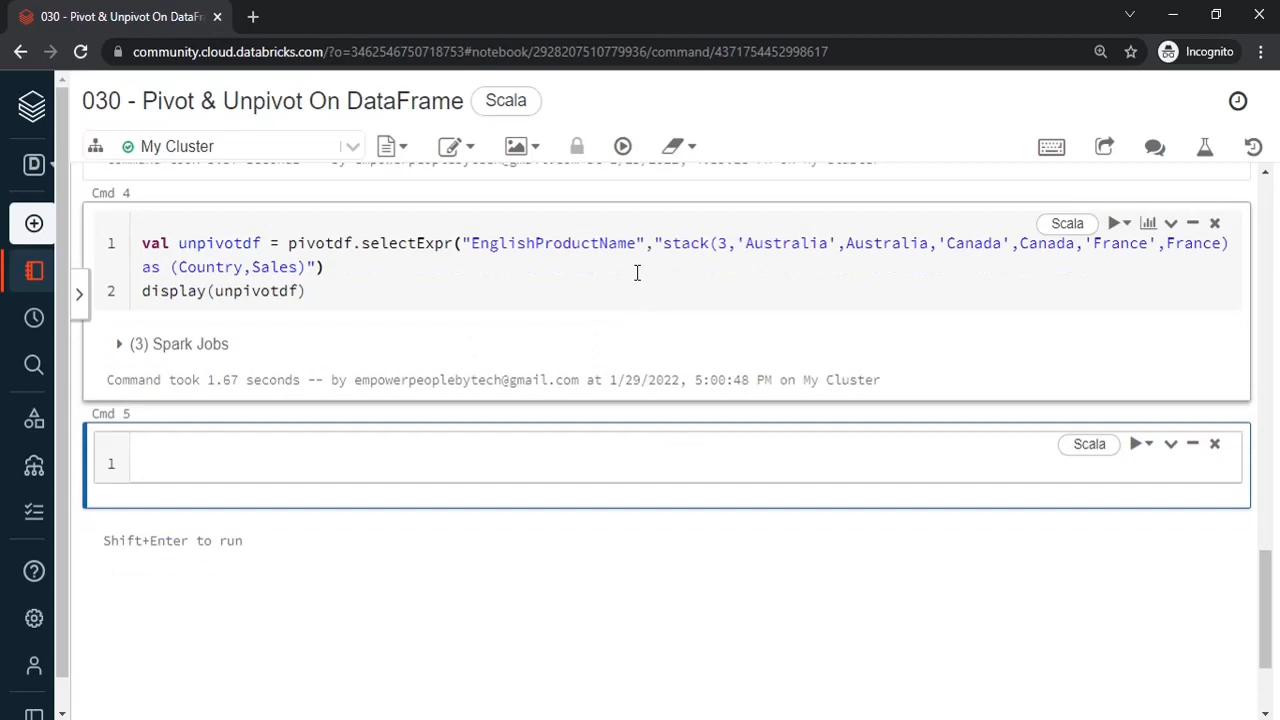 030 - Pivot & Unpivot On DataFr
community.cloud.databricks.com/?o=3462546750718753#notebook/2928207510779936/command/4371754452998617
Incognito
030 - Pivot & Unpivot On DataFrame
Scala
D
My Cluster
Cmd 4
Scala
1 val unpivotdf = pivotdf.selectExpr("EnglishProductName","stack(3,'Australia',Australia,'Canada',Canada,'France',France)
as (Country,Sales)")
2 display(unpivotdf)
(3) Spark Jobs
Command took 1.67 seconds -- by empowerpeoplebytech@gmail.com at 1/29/2022, 5:00:48 PM on My Cluster
Cmd 5
Scala
1
Shift+Enter to run